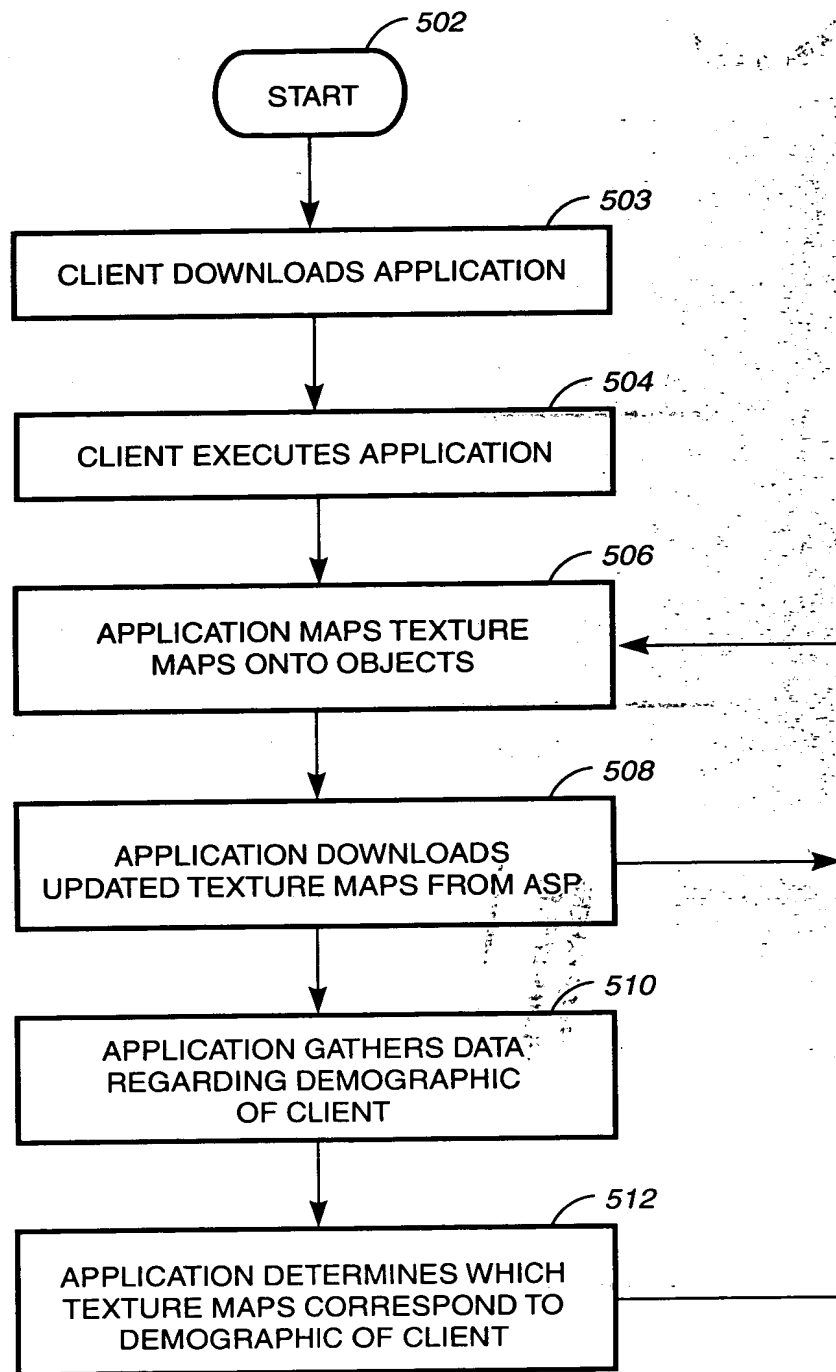 502
START
503
CLIENT DOWNLOADS APPLICATION
504
CLIENT EXECUTES APPLICATION
506
APPLICATION MAPS TEXTURE
MAPS ONTO OBJECTS
508
APPLICATION DOWNLOADS
UPDATED TEXTURE MAPS FROM ASP
510
APPLICATION GATHERS DATA
REGARDING DEMOGRAPHIC
OF CLIENT
512
APPLICATION DETERMINES WHICH
TEXTURE MAPS CORRESPOND TO
DEMOGRAPHIC OF CLIENT